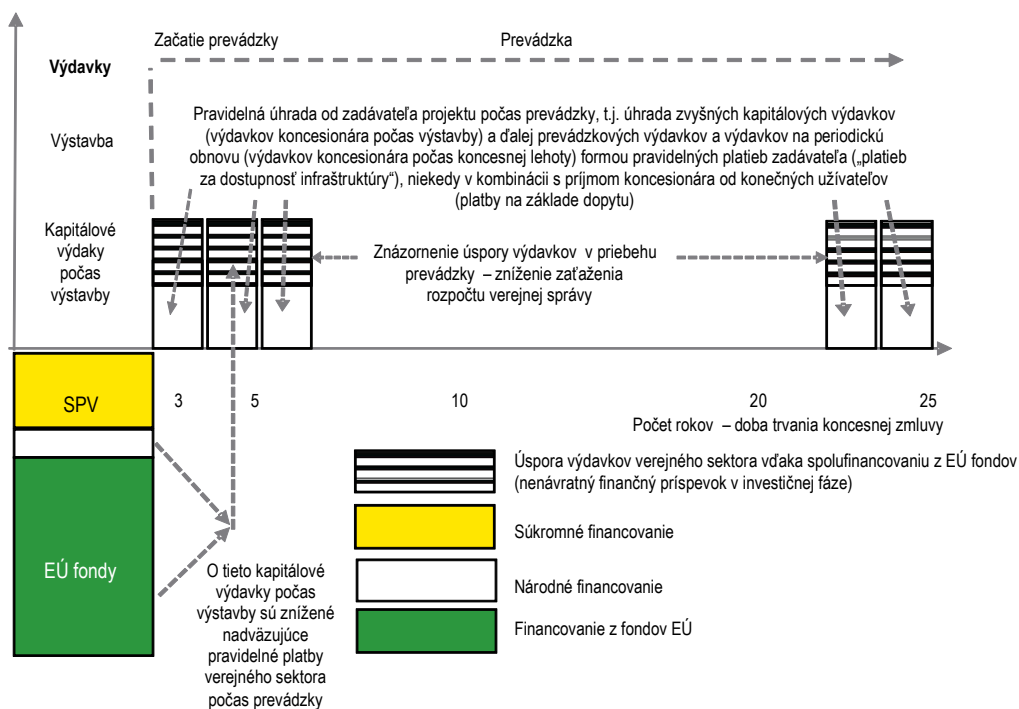 Začatie prevádzky
Prevádzka
Výdavky
Výstavba
Pravidelná úhrada od zadávateľa projektu počas prevádzky, t.j. úhrada zvyšných kapitálových výdavkov
(výdavkov koncesionára počas výstavby) a ďalej prevádzkových výdavkov a výdavkov na periodickú
obnovu (výdavkov koncesionára počas koncesnej lehoty) formou pravidelných platieb zadávateľa („platieb
za dostupnosť infraštruktúry“), niekedy v kombinácii s príjmom koncesionára od konečných užívateľov
(platby na základe dopytu)
Kapitálové
výdaky
počas
výstavby
Znázornenie úspory výdavkov v priebehu
prevádzky – zníženie zaťaženia
rozpočtu verejnej správy
SPV
3
5
10
20
25
Počet rokov – doba trvania koncesnej zmluvy
EÚ fondy
O tieto kapitálové
výdavky počas
výstavby sú znížené
nadväzujúce
pravidelné platby
verejného sektora
počas prevádzky
Úspora výdavkov verejného sektora vďaka spolufinancovaniu z EÚ fondov
(nenávratný finančný príspevok v investičnej fáze)
Súkromné financovanie
Národné financovanie
Financovanie z fondov EÚ